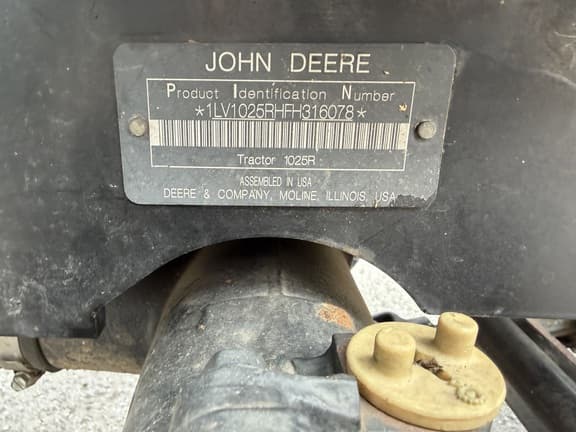 JOHN DEERE
Product Identification Number
*1LV1025RHFH316078*
Tractor 1025R
ASSEMBLED IN USA
DEERE & COMPANY, MOLINE, ILLINOIS, USA